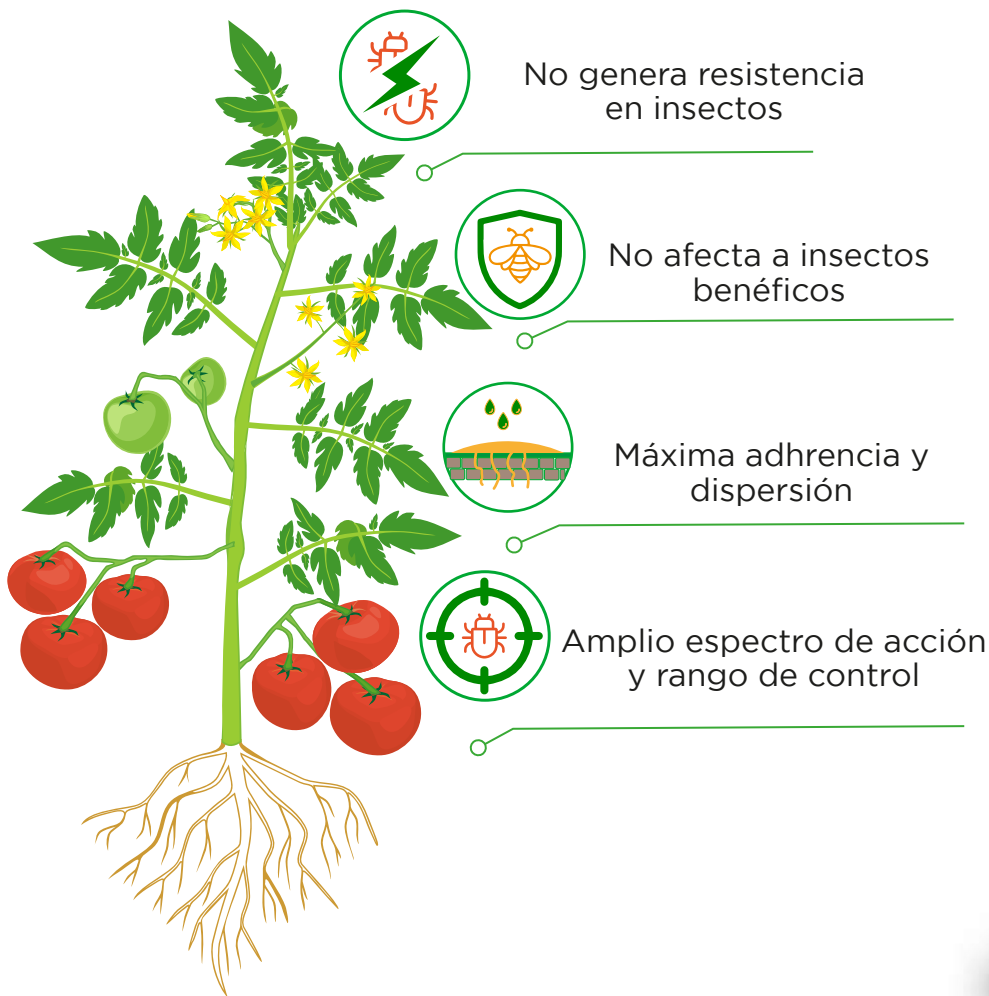 No genera resistencia
en insectos
No afecta a insectos
benéficos
Máxima adhrencia y
dispersión
Amplio espectro de acción
y rango de control